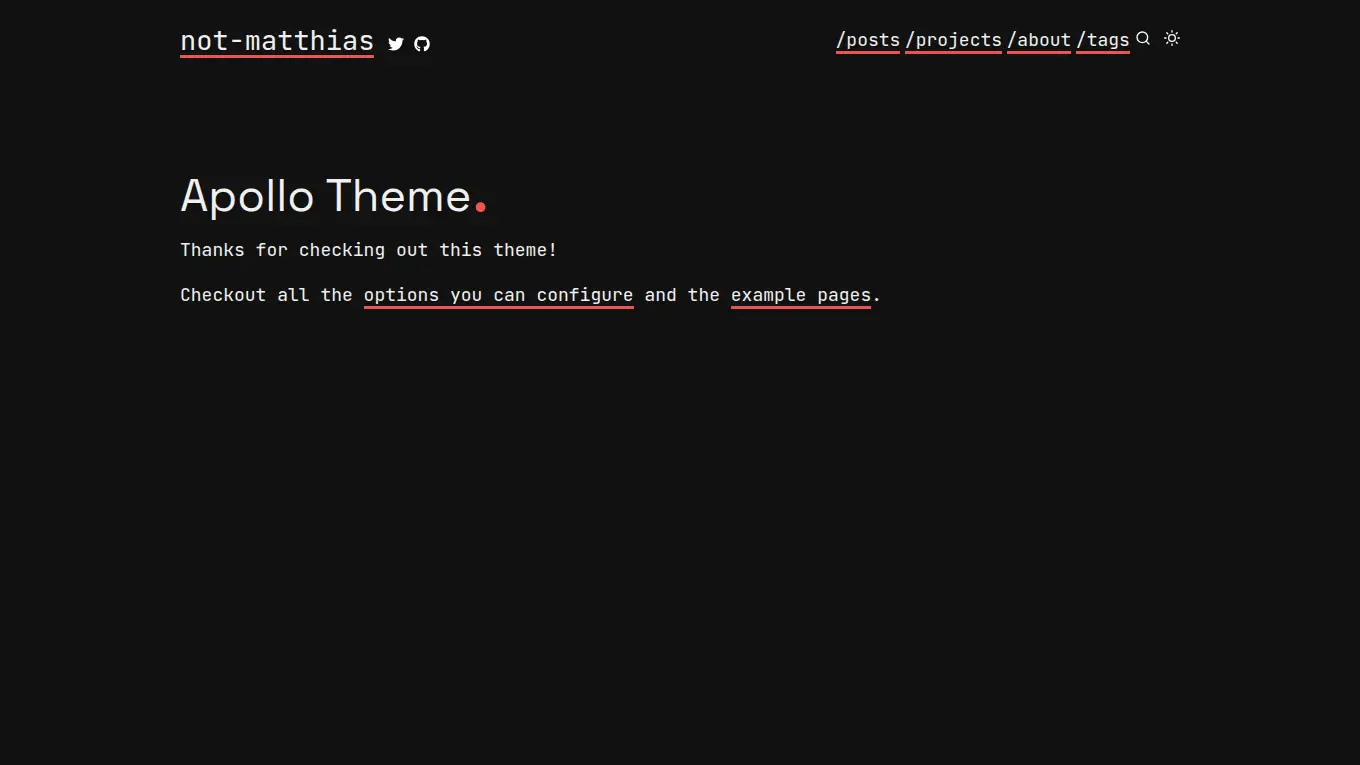 not-matthias
/posts /projects /about /tags
Apollo Theme.
Thanks for checking out this theme!
Checkout all the options you can configure and the example pages.